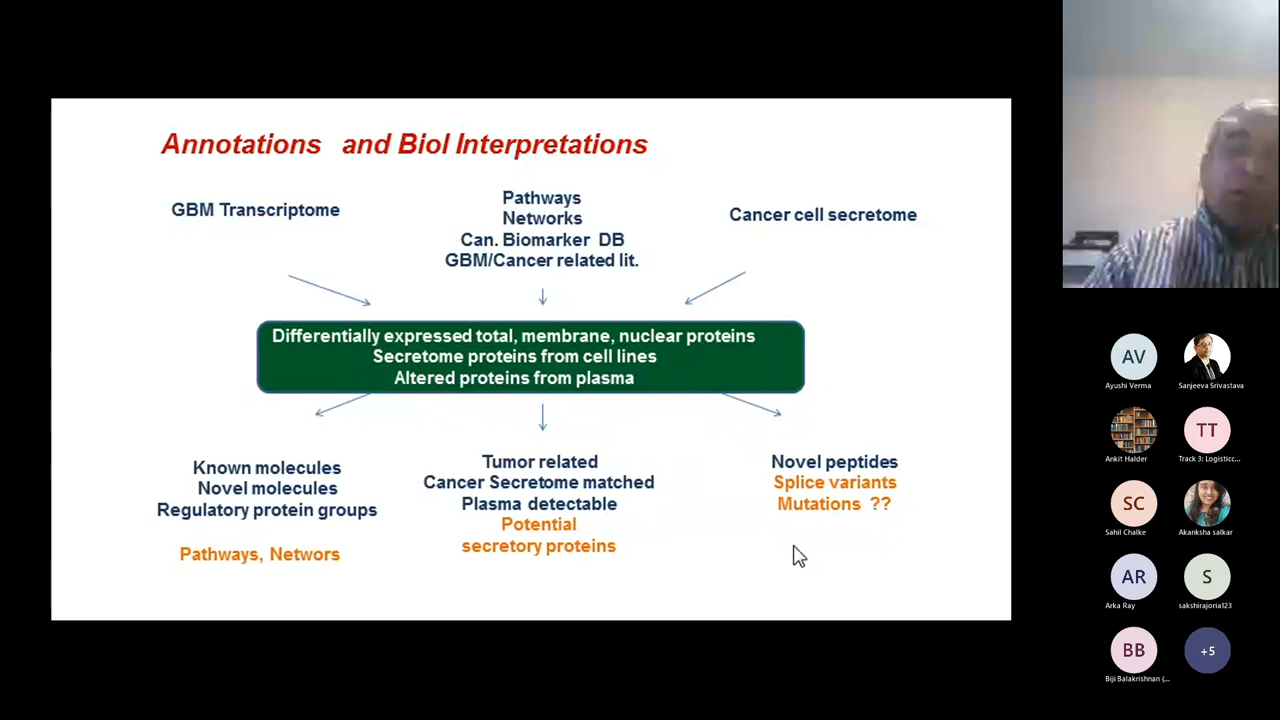 Annotations and Biol Interpretations
GBM Transcriptome
Pathways
Networks
Can. Biomarker DB
GBM/Cancer related lit.
Cancer cell secretome
Differentially expressed total, membrane, nuclear proteins
Secretome proteins from cell lines
Altered proteins from plasma
Known molecules
Novel molecules
Regulatory protein groups
Pathways, Networs
Tumor related
Cancer Secretome matched
Plasma detectable
Potential
secretory proteins
Novel peptides
Splice variants
Mutations ??
AV
Ayushi Verma
Sanjeeva Srivastava
Ankit Halder
TT
Track 3: Logisticc...
SC
Sahil Chalke
Akanksha salkar
AR
Arka Ray
S
sakshirajoria123
BB
Biji Balakrishnan (...
+5